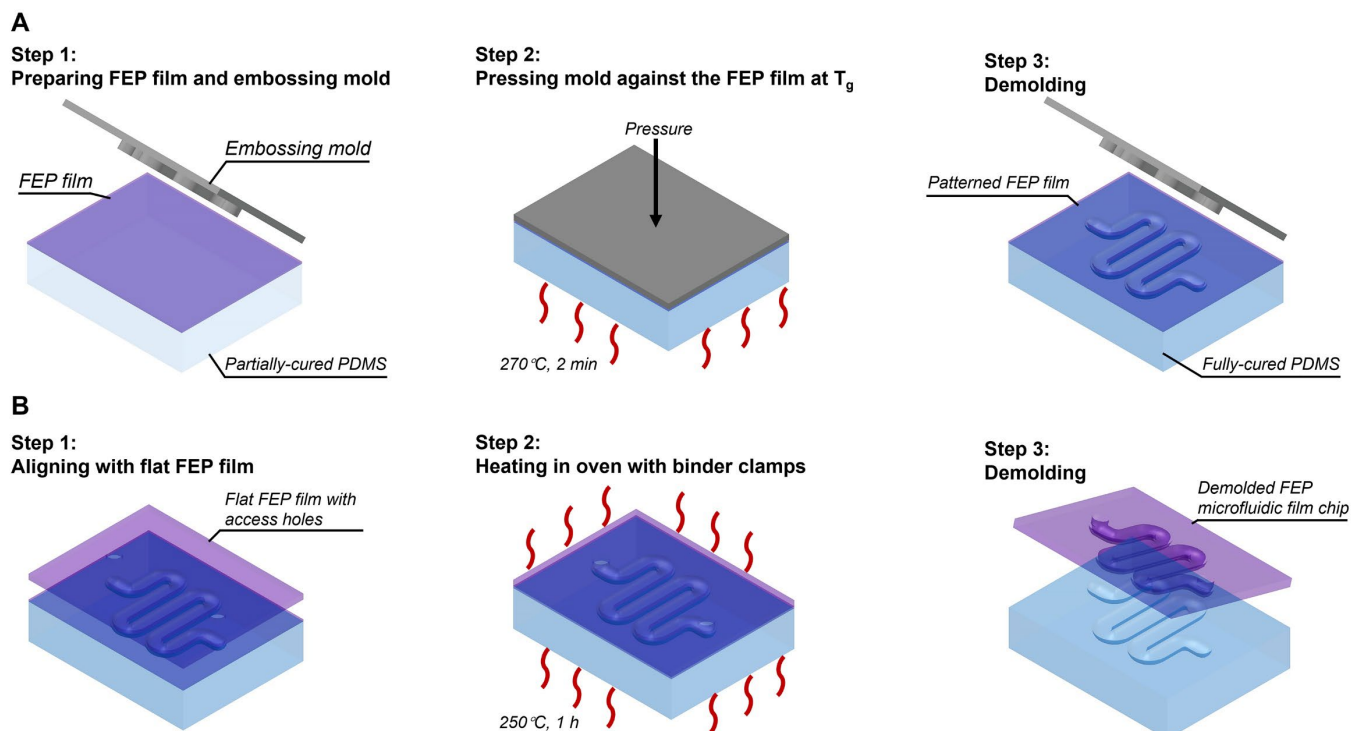 A
Step 1:
Preparing FEP film and embossing mold
Embossing mold
FEP film
Partially-cured PDMS
Step 2:
Pressing mold against the FEP film at Tg
Pressure
270°C, 2 min
Step 3:
Demolding
Patterned FEP film
Fully-cured PDMS
B
Step 1:
Aligning with flat FEP film
Flat FEP film with
access holes
Step 2:
Heating in oven with binder clamps
250°C, 1 h
Step 3:
Demolding
Demolded FEP
microfluidic film chip